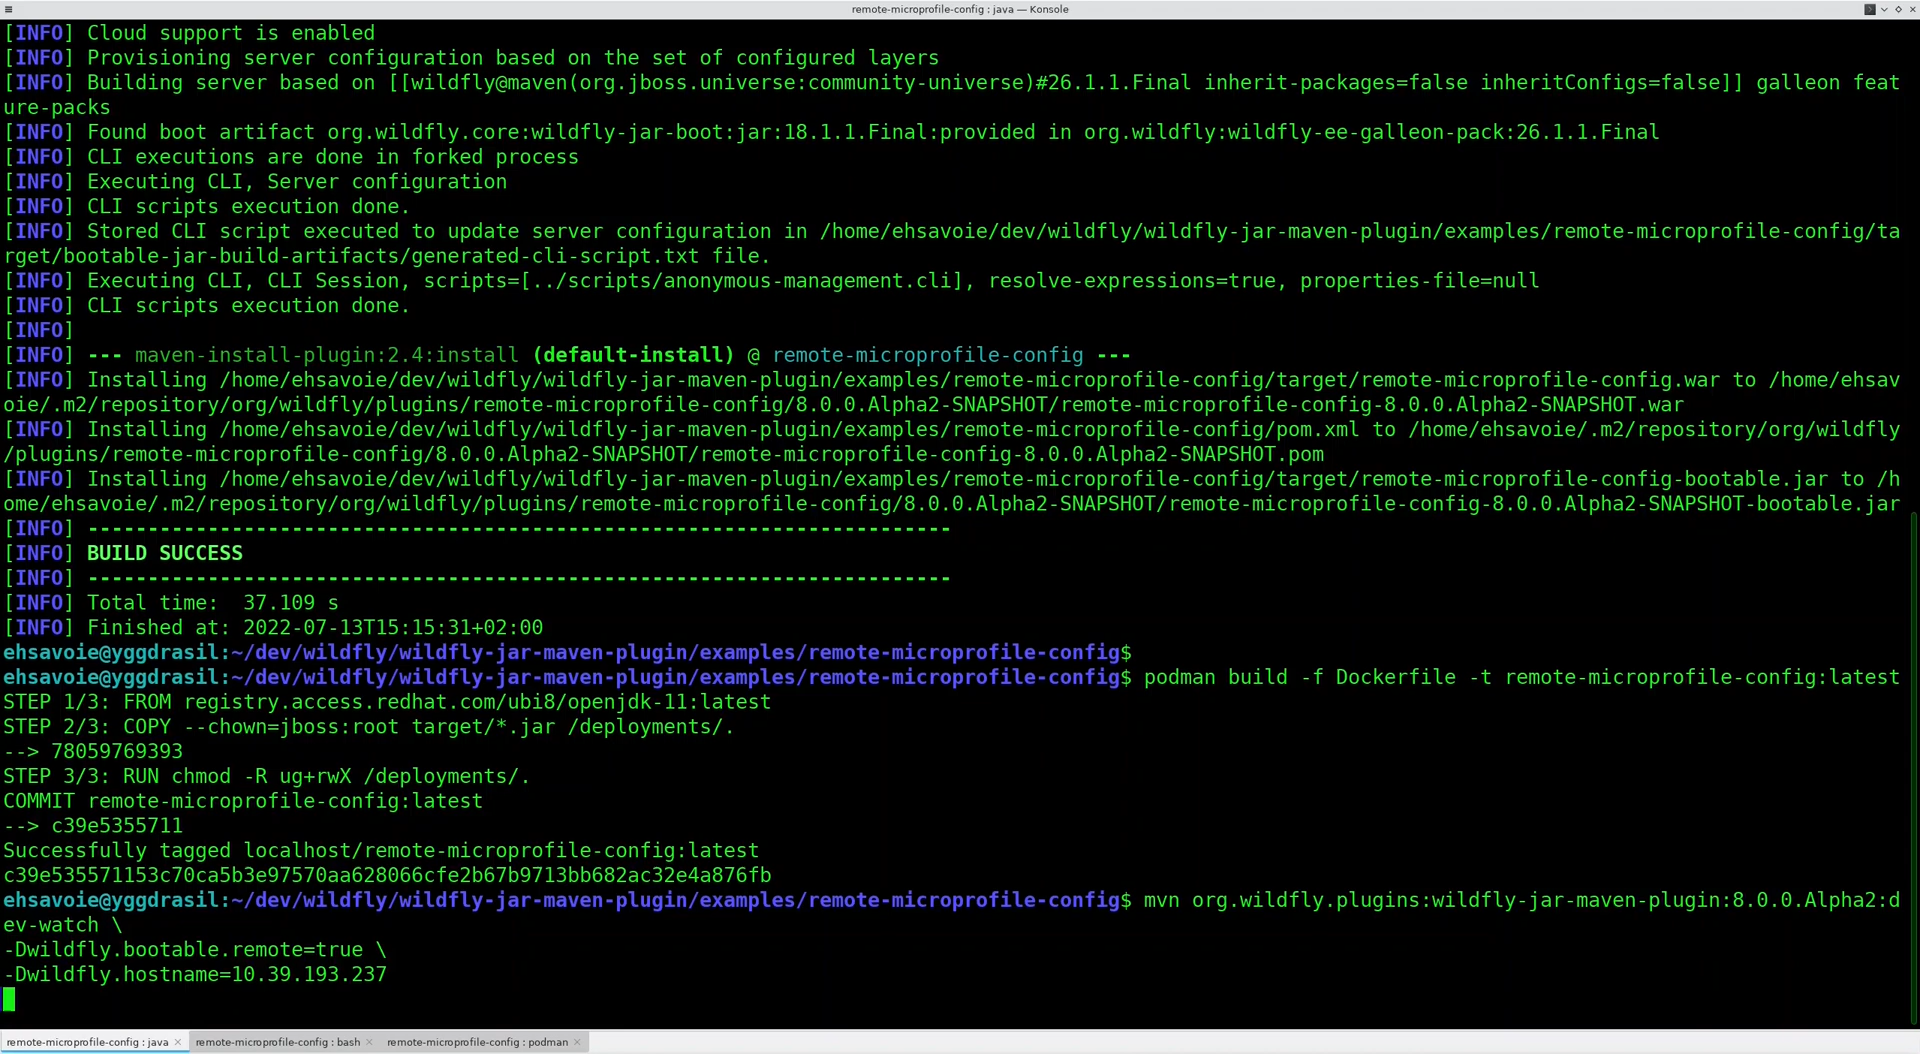 remote-microprofile-config : java — Konsole
[INFO] Cloud support is enabled
[INFO] Provisioning server configuration based on the set of configured layers
[INFO] Building server based on [[wildfly@maven(org.jboss.universe:community-universe)#26.1.1.Final inherit-packages=false inheritConfigs=false]] galleon feat
ure-packs
[INFO] Found boot artifact org.wildfly.core:wildfly-jar-boot:jar:18.1.1.Final:provided in org.wildfly:wildfly-ee-galleon-pack:26.1.1.Final
[INFO] CLI executions are done in forked process
[INFO] Executing CLI, Server configuration
[INFO] CLI scripts execution done.
[INFO] Stored CLI script executed to update server configuration in /home/ehsavoie/dev/wildfly/wildfly-jar-maven-plugin/examples/remote-microprofile-config/ta
rget/bootable-jar-build-artifacts/generated-cli-script.txt file.
[INFO] Executing CLI, CLI Session, scripts=[../scripts/anonymous-management.cli], resolve-expressions=true, properties-file=null
[INFO] CLI scripts execution done.
[INFO]
[INFO] --- maven-install-plugin:2.4:install (default-install) @ remote-microprofile-config ---
[INFO] Installing /home/ehsavoie/dev/wildfly/wildfly-jar-maven-plugin/examples/remote-microprofile-config/target/remote-microprofile-config.war to /home/ehsav
oie/.m2/repository/org/wildfly/plugins/remote-microprofile-config/8.0.0.Alpha2-SNAPSHOT/remote-microprofile-config-8.0.0.Alpha2-SNAPSHOT.war
[INFO] Installing /home/ehsavoie/dev/wildfly/wildfly-jar-maven-plugin/examples/remote-microprofile-config/pom.xml to /home/ehsavoie/.m2/repository/org/wildfly
/plugins/remote-microprofile-config/8.0.0.Alpha2-SNAPSHOT/remote-microprofile-config-8.0.0.Alpha2-SNAPSHOT.pom
[INFO] Installing /home/ehsavoie/dev/wildfly/wildfly-jar-maven-plugin/examples/remote-microprofile-config/target/remote-microprofile-config-bootable.jar to /h
ome/ehsavoie/.m2/repository/org/wildfly/plugins/remote-microprofile-config/8.0.0.Alpha2-SNAPSHOT/remote-microprofile-config-8.0.0.Alpha2-SNAPSHOT-bootable.jar
[INFO] ------------------------------------------------------------------------
[INFO] BUILD SUCCESS
[INFO] ------------------------------------------------------------------------
[INFO] Total time:  37.109 s
[INFO] Finished at: 2022-07-13T15:15:31+02:00
ehsavoie@yggdrasil:~/dev/wildfly/wildfly-jar-maven-plugin/examples/remote-microprofile-config$
ehsavoie@yggdrasil:~/dev/wildfly/wildfly-jar-maven-plugin/examples/remote-microprofile-config$ podman build -f Dockerfile -t remote-microprofile-config:latest
STEP 1/3: FROM registry.access.redhat.com/ubi8/openjdk-11:latest
STEP 2/3: COPY --chown=jboss:root target/*.jar /deployments/.
--> 78059769393
STEP 3/3: RUN chmod -R ug+rwX /deployments/.
COMMIT remote-microprofile-config:latest
--> c39e5355711
Successfully tagged localhost/remote-microprofile-config:latest
c39e535571153c70ca5b3e97570aa628066cfe2b67b9713bb682ac32e4a876fb
ehsavoie@yggdrasil:~/dev/wildfly/wildfly-jar-maven-plugin/examples/remote-microprofile-config$ mvn org.wildfly.plugins:wildfly-jar-maven-plugin:8.0.0.Alpha2:d
ev-watch \
-Dwildfly.bootable.remote=true \
-Dwildfly.hostname=10.39.193.237
remote-microprofile-config : java
remote-microprofile-config : bash
remote-microprofile-config : podman